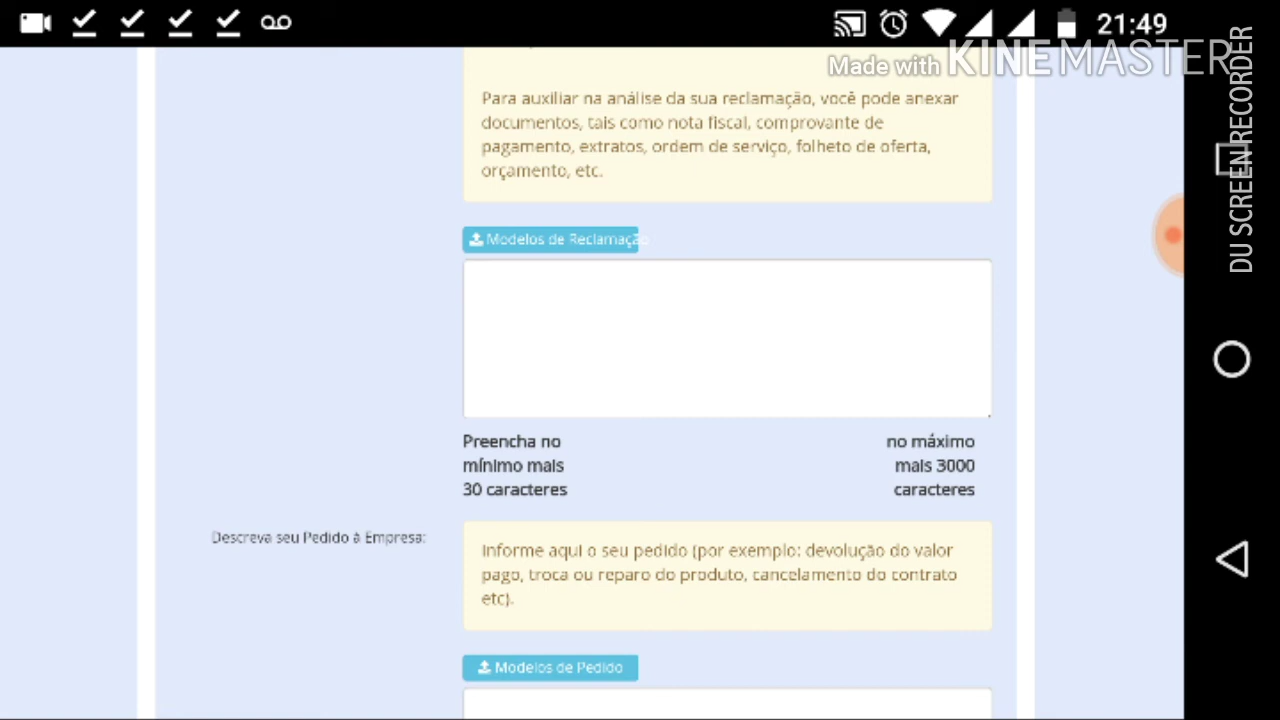 21:49
Made with KINEMASTER
DU SCREEN RECORDER
Para auxiliar na análise da sua reclamação, você pode anexar
documentos, tais como nota fiscal, comprovante de
pagamento, extratos, ordem de serviço, folheto de oferta,
orçamento, etc.
Modelos de Reclamação
Preencha no
mínimo mais
30 caracteres
no máximo
mais 3000
caracteres
Descreva seu Pedido à Empresa:
Informe aqui o seu pedido (por exemplo: devolução do valor
pago, troca ou reparo do produto, cancelamento do contrato
etc).
Modelos de Pedido